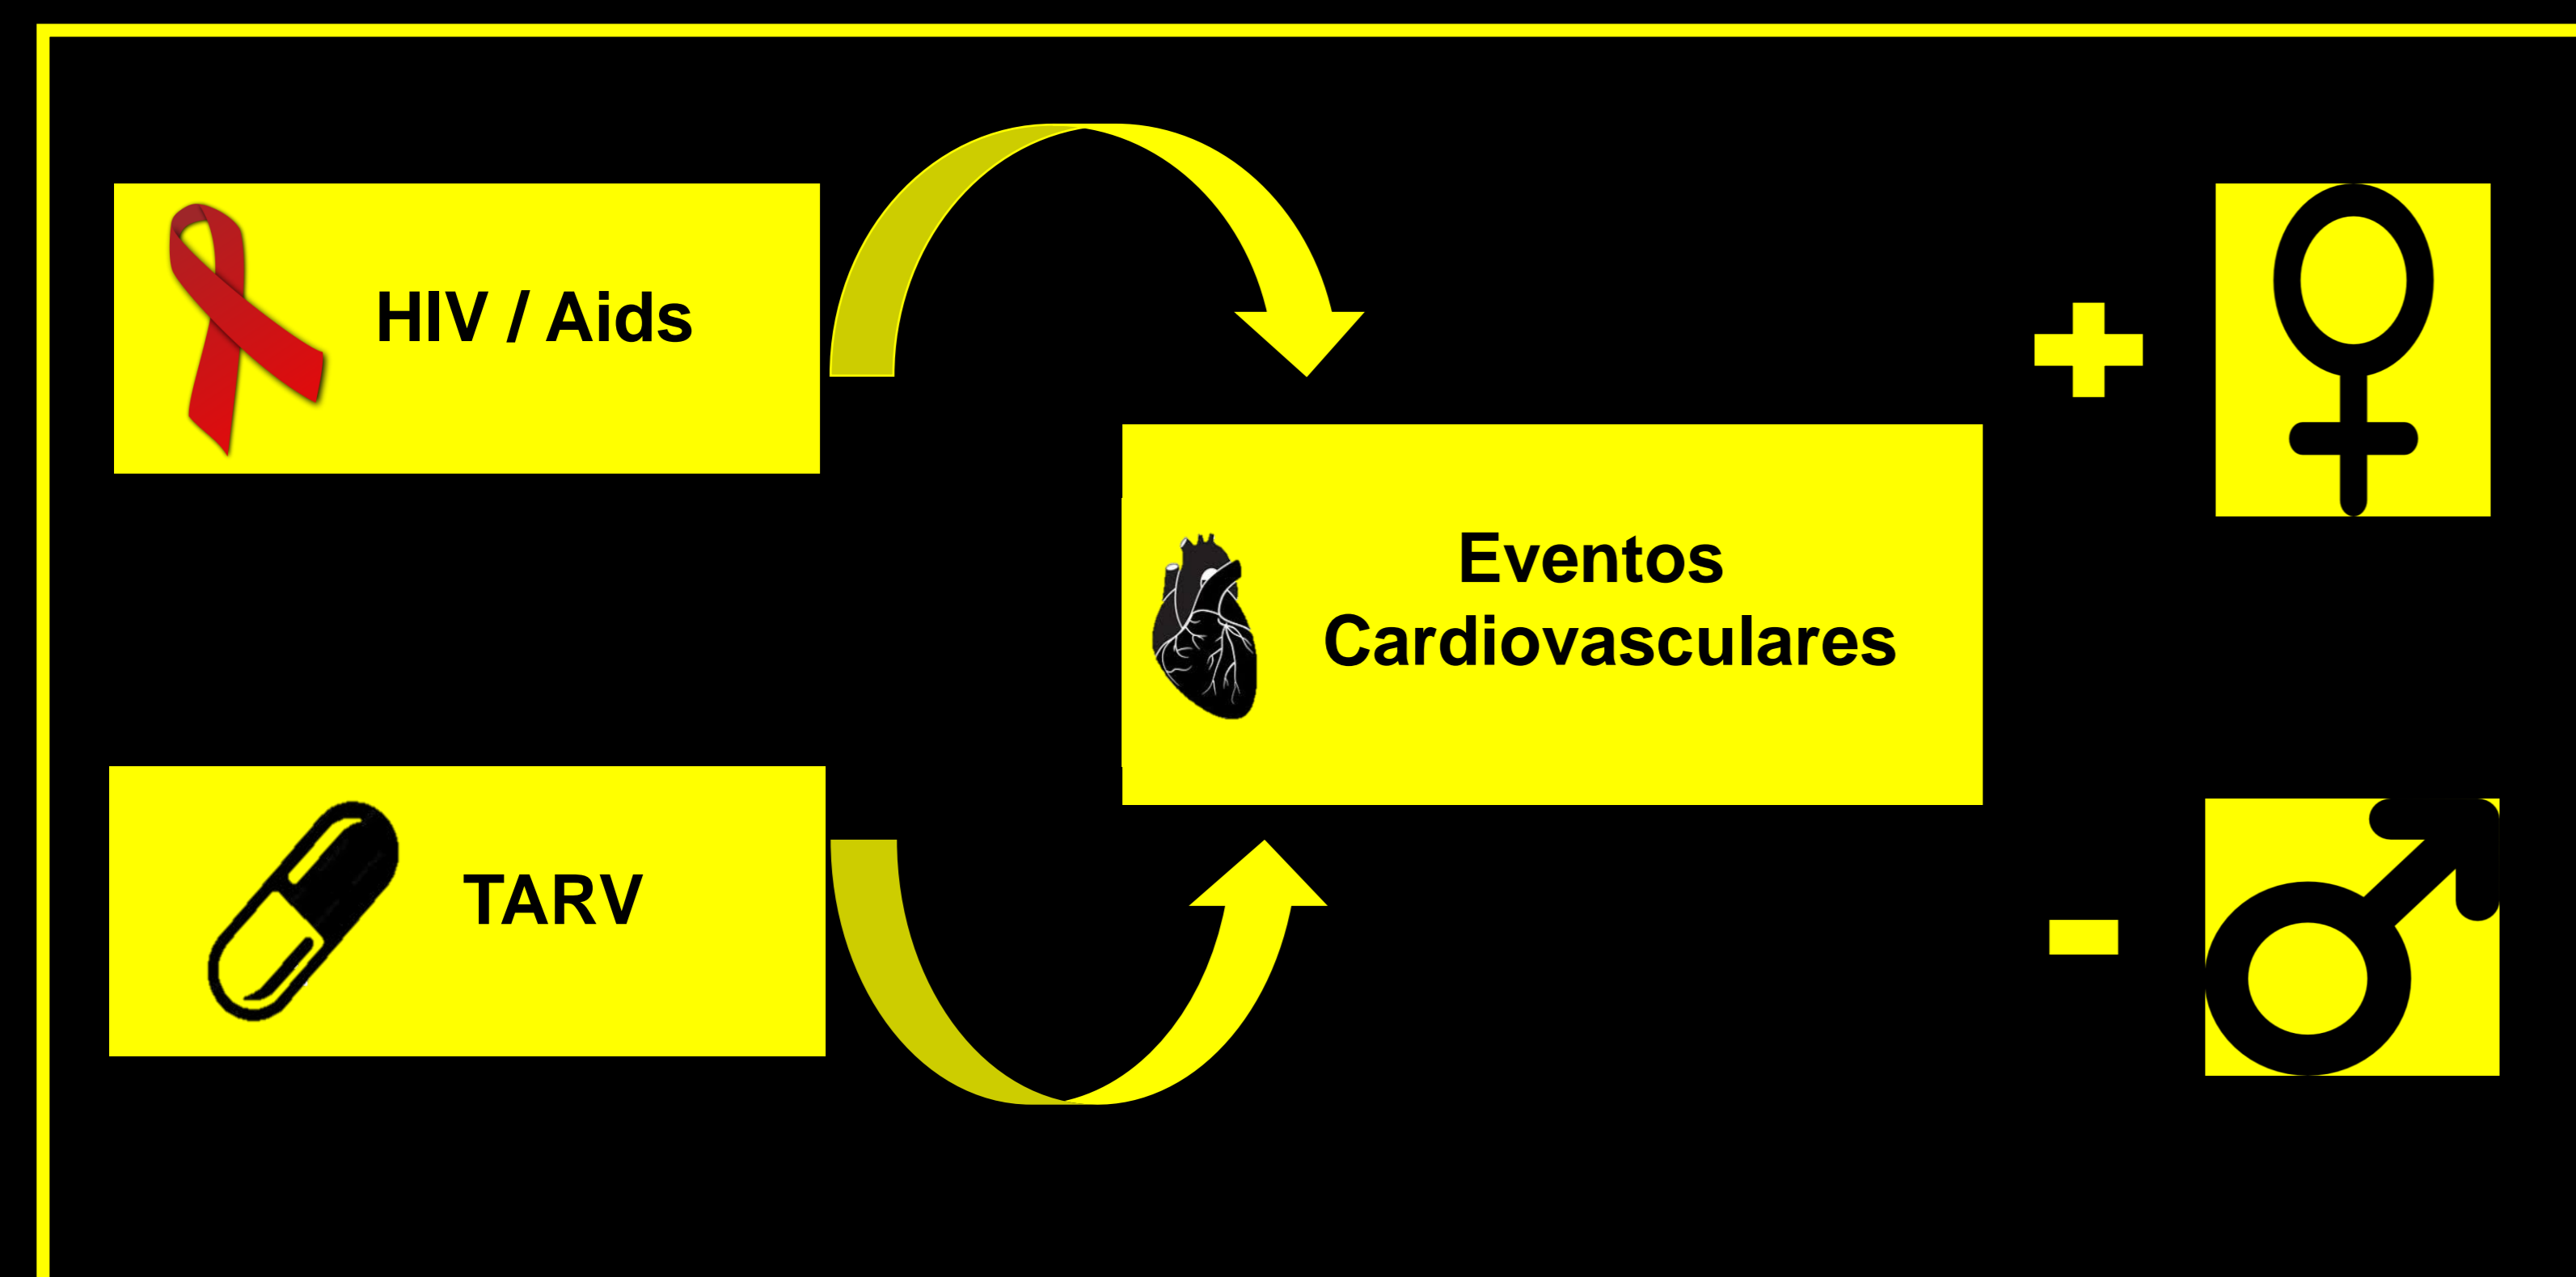 HIV / Aids
Eventos
Cardiovasculares
TARV
+
-